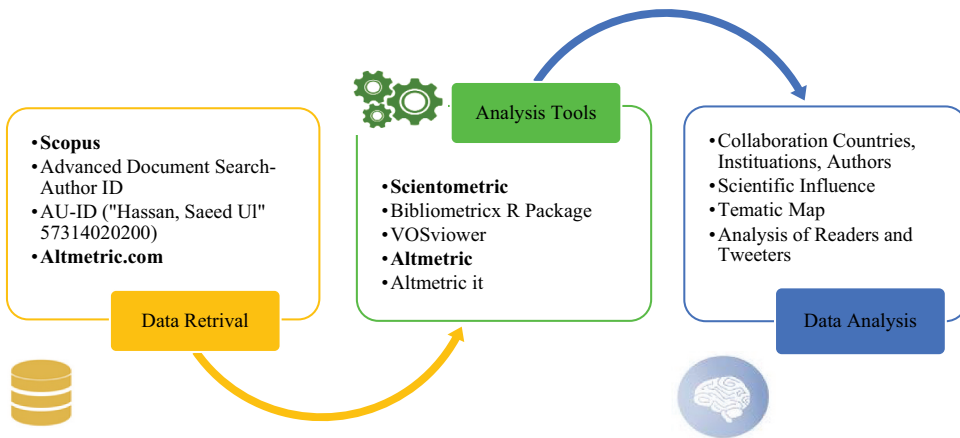 • Scopus
• Advanced Document Search-
Author ID
• AU-ID ("Hassan, Saeed Ul"
57314020200)
• Altmetric.com
Data Retrival
Analysis Tools
• Scientometric
• Bibliometricx R Package
• VOSviower
• Altmetric
• Altmetric it
• Collaboration Countries,
Instituations, Authors
• Scientific Influence
• Tematic Map
• Analysis of Readers and
Tweeters
Data Analysis